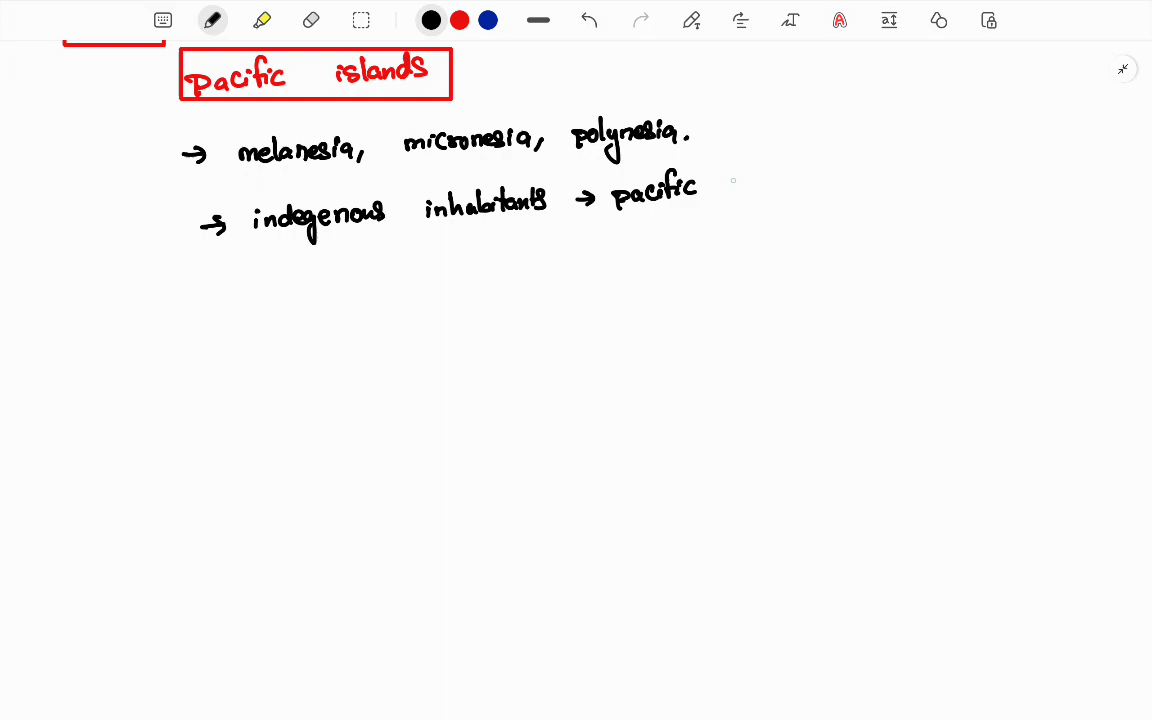 pacific islands
→ melanesia, micronesia, polynesia.
→ indegenous inhabitants → pacific